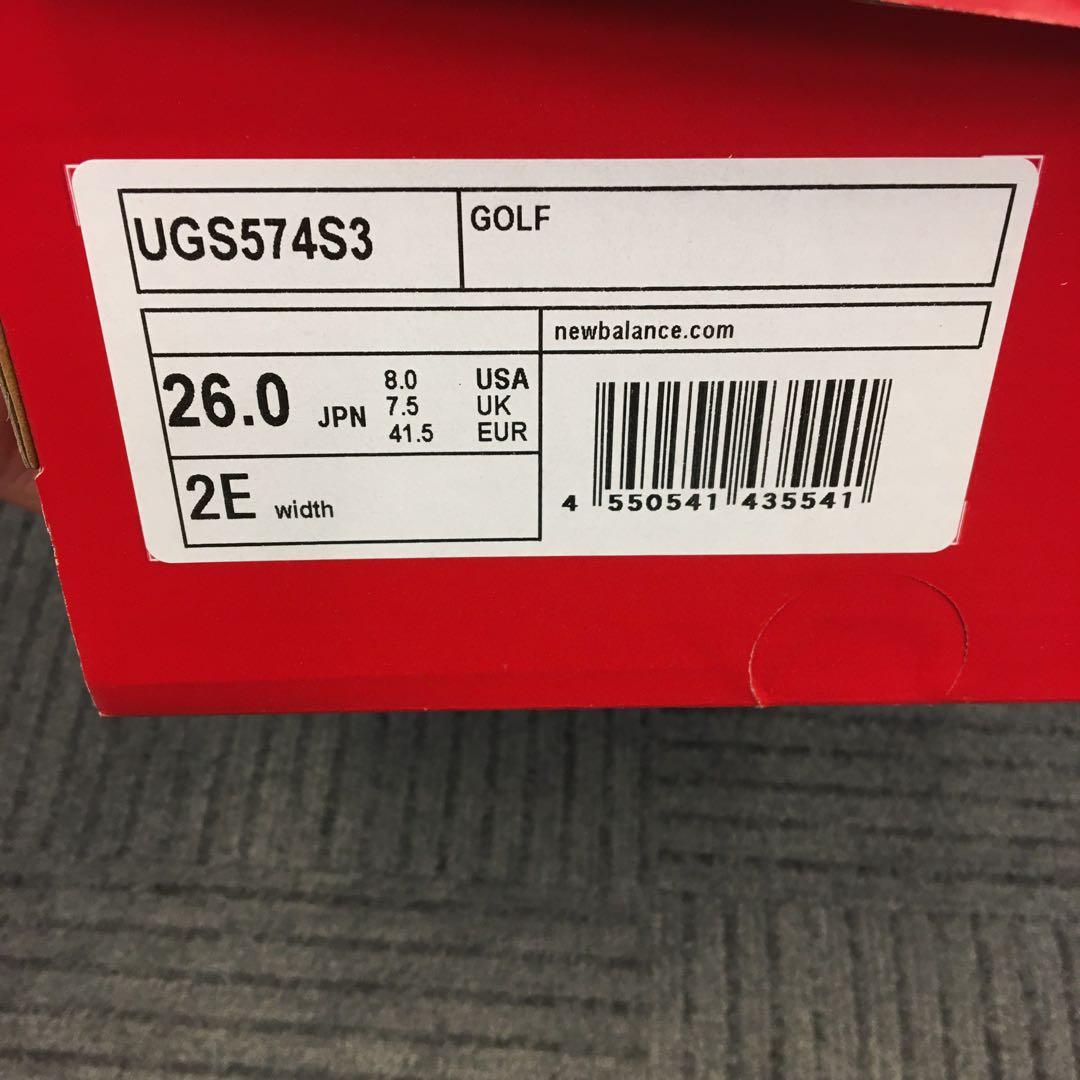 UGS574S3 GOLF
newbalance.com
26.0 JPN
8.0 USA
7.5 UK
41.5 EUR
2E width
4 550541 435541